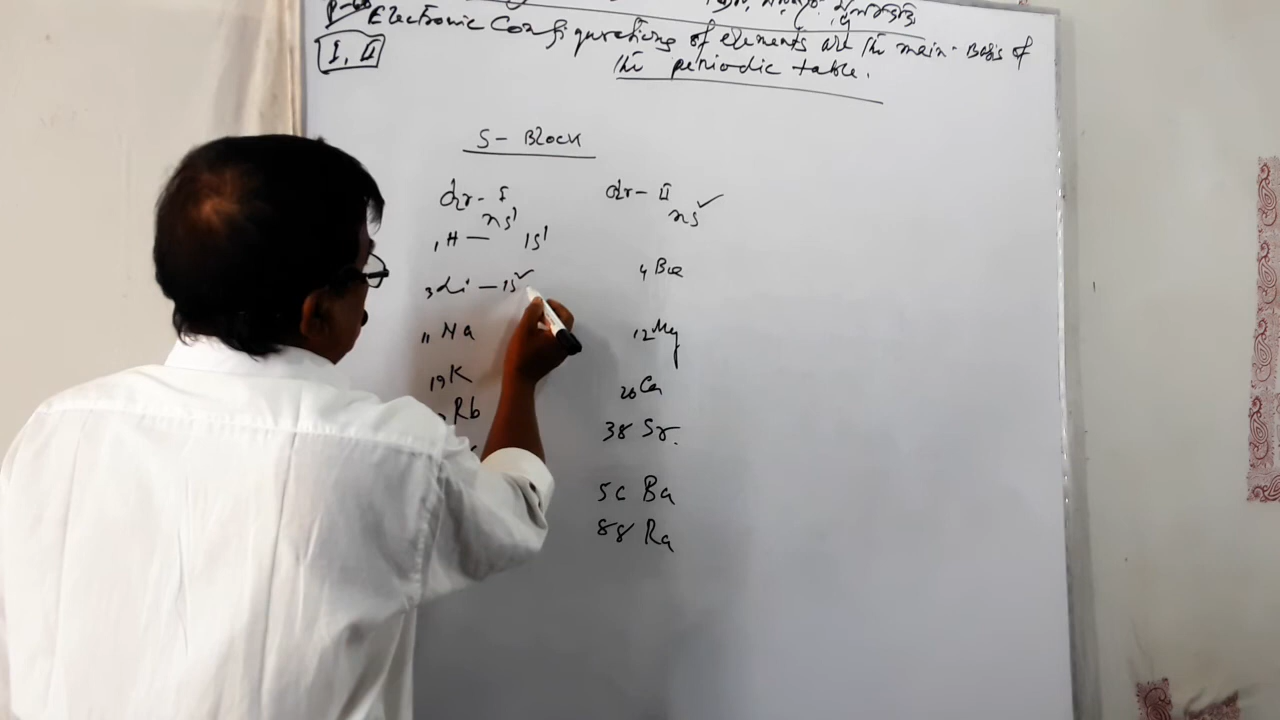 Electronic Configurations of elements are the main Basis of
the periodic table.
I, II
S - Block
Gr - I Gr - II
ns¹ ns²
₁H — 1s¹
₃Li — 1s² ₄Be
₁₁Na ₁₂Mg
₁₉K ₂₀Ca
Rb 38 Sr.
56 Ba
88 Ra